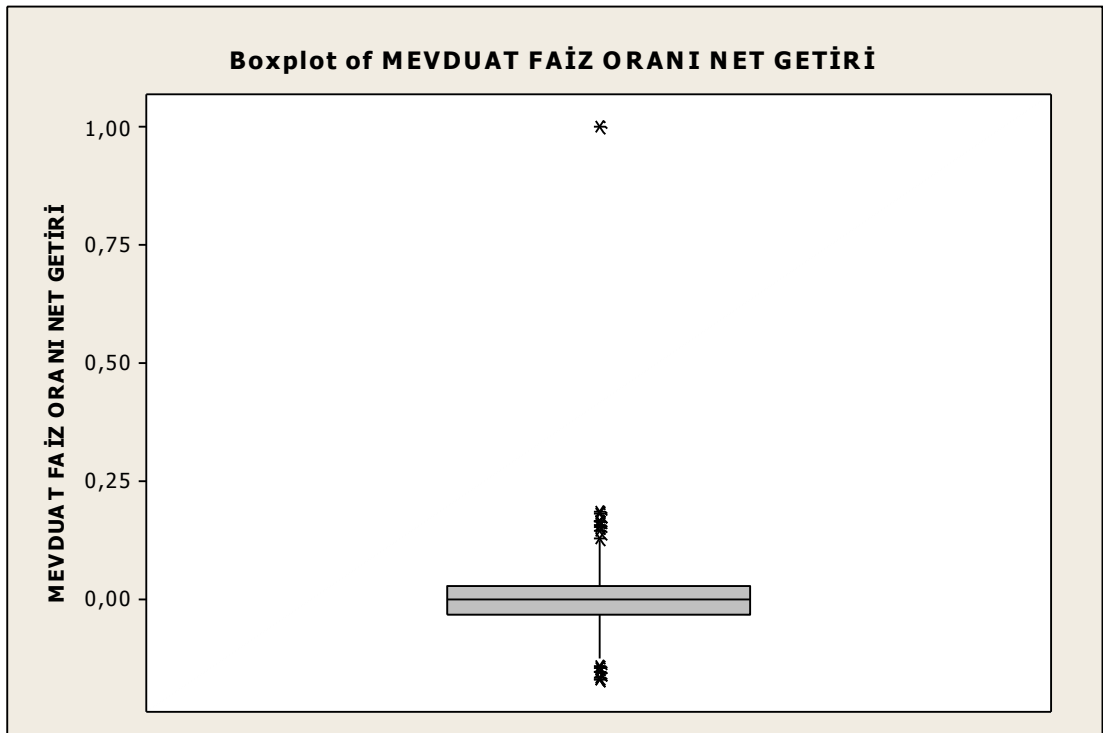 Boxplot of MEVDUAT FAİZ ORANI NET GETİRİ
MEVDUAT FAİZ ORANI NET GETİRİ
1,00
0,75
0,50
0,25
0,00